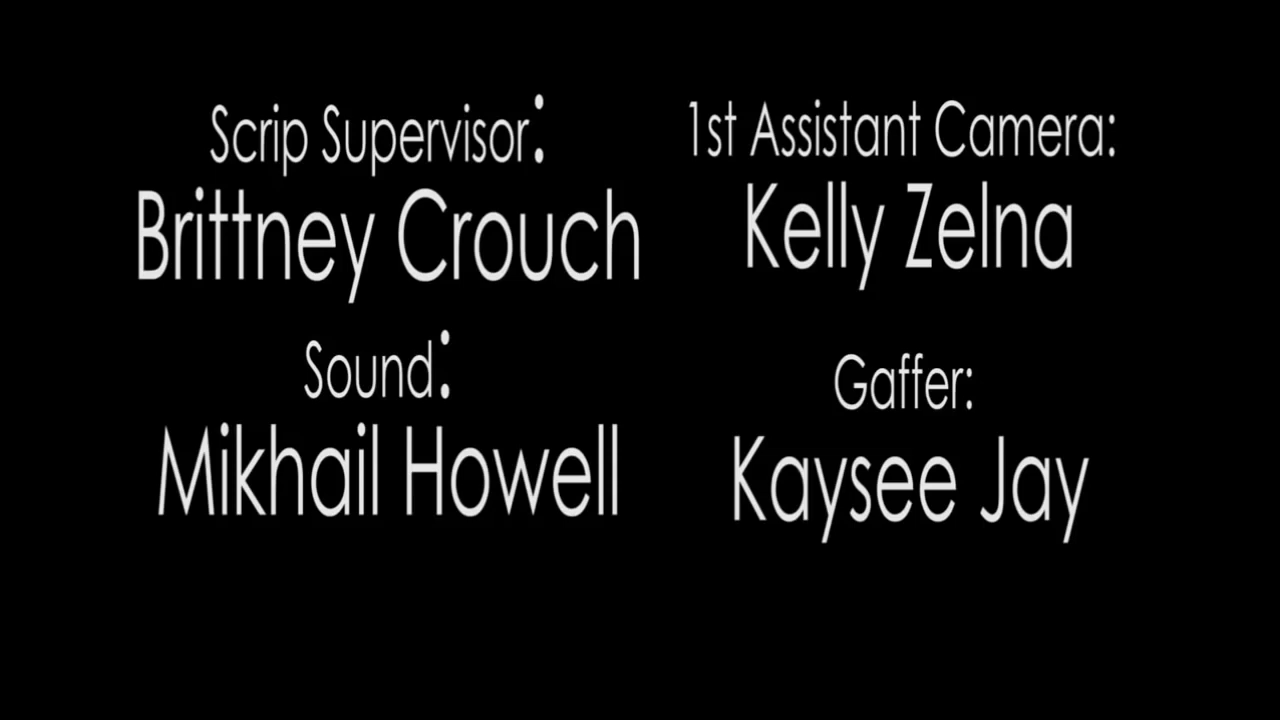 Scrip Supervisor:
Brittney Crouch
Sound:
Mikhail Howell
1st Assistant Camera:
Kelly Zelna
Gaffer:
Kaysee Jay